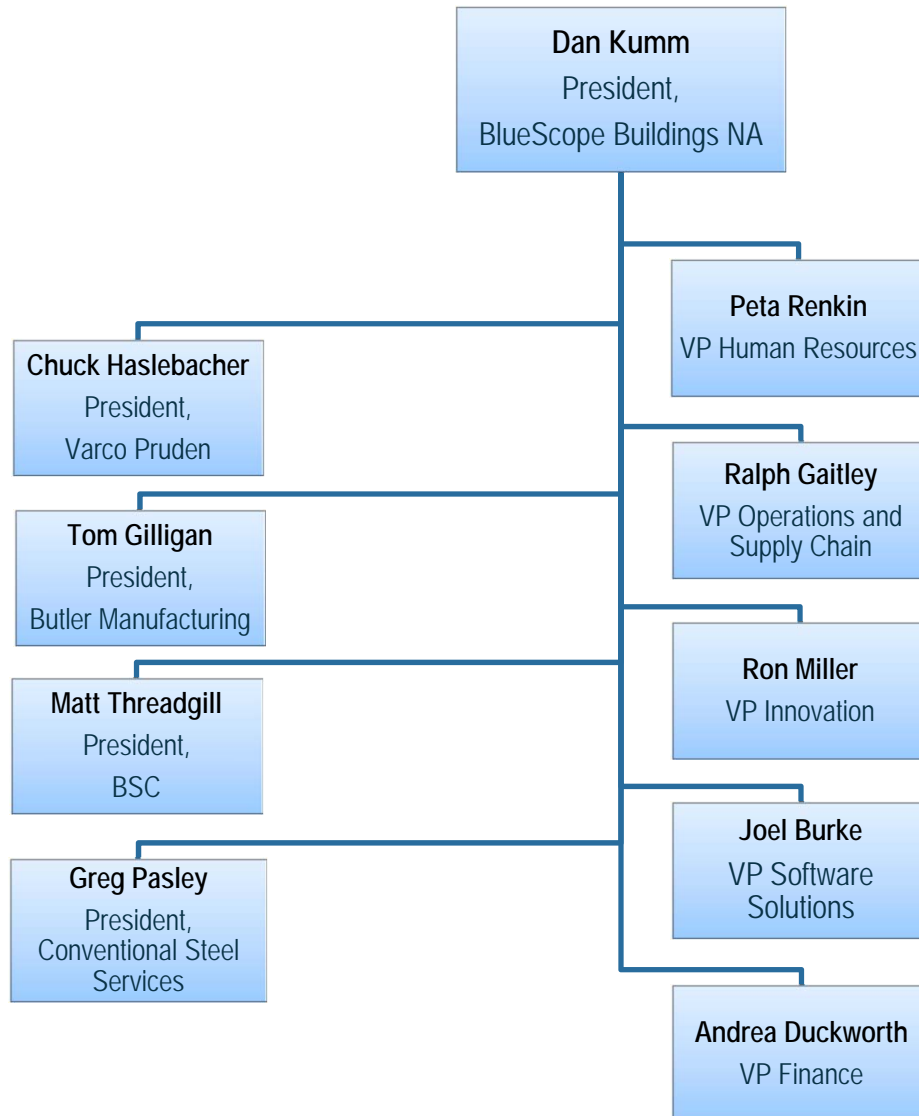 Dan Kumm
President,
BlueScope Buildings NA
Peta Renkin
VP Human Resources
Chuck Haslebacher
President,
Varco Pruden
Ralph Gaitley
VP Operations and
Supply Chain
Tom Gilligan
President,
Butler Manufacturing
Ron Miller
VP Innovation
Matt Threadgill
President,
BSC
Joel Burke
VP Software
Solutions
Greg Pasley
President,
Conventional Steel
Services
Andrea Duckworth
VP Finance